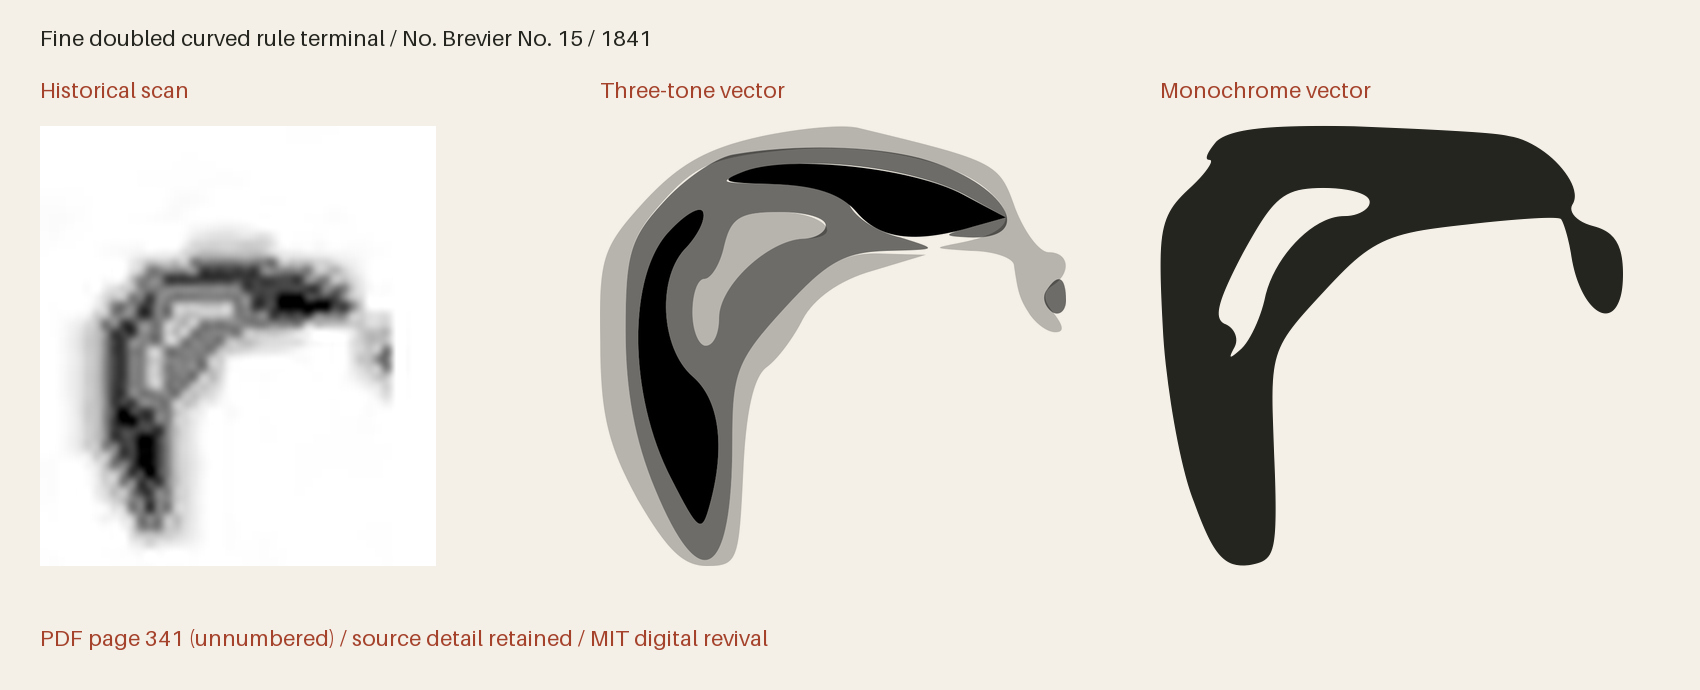 Fine doubled curved rule terminal / No. Brevier No. 15 / 1841
Historical scan
Three-tone vector
Monochrome vector
PDF page 341 (unnumbered) / source detail retained / MIT digital revival